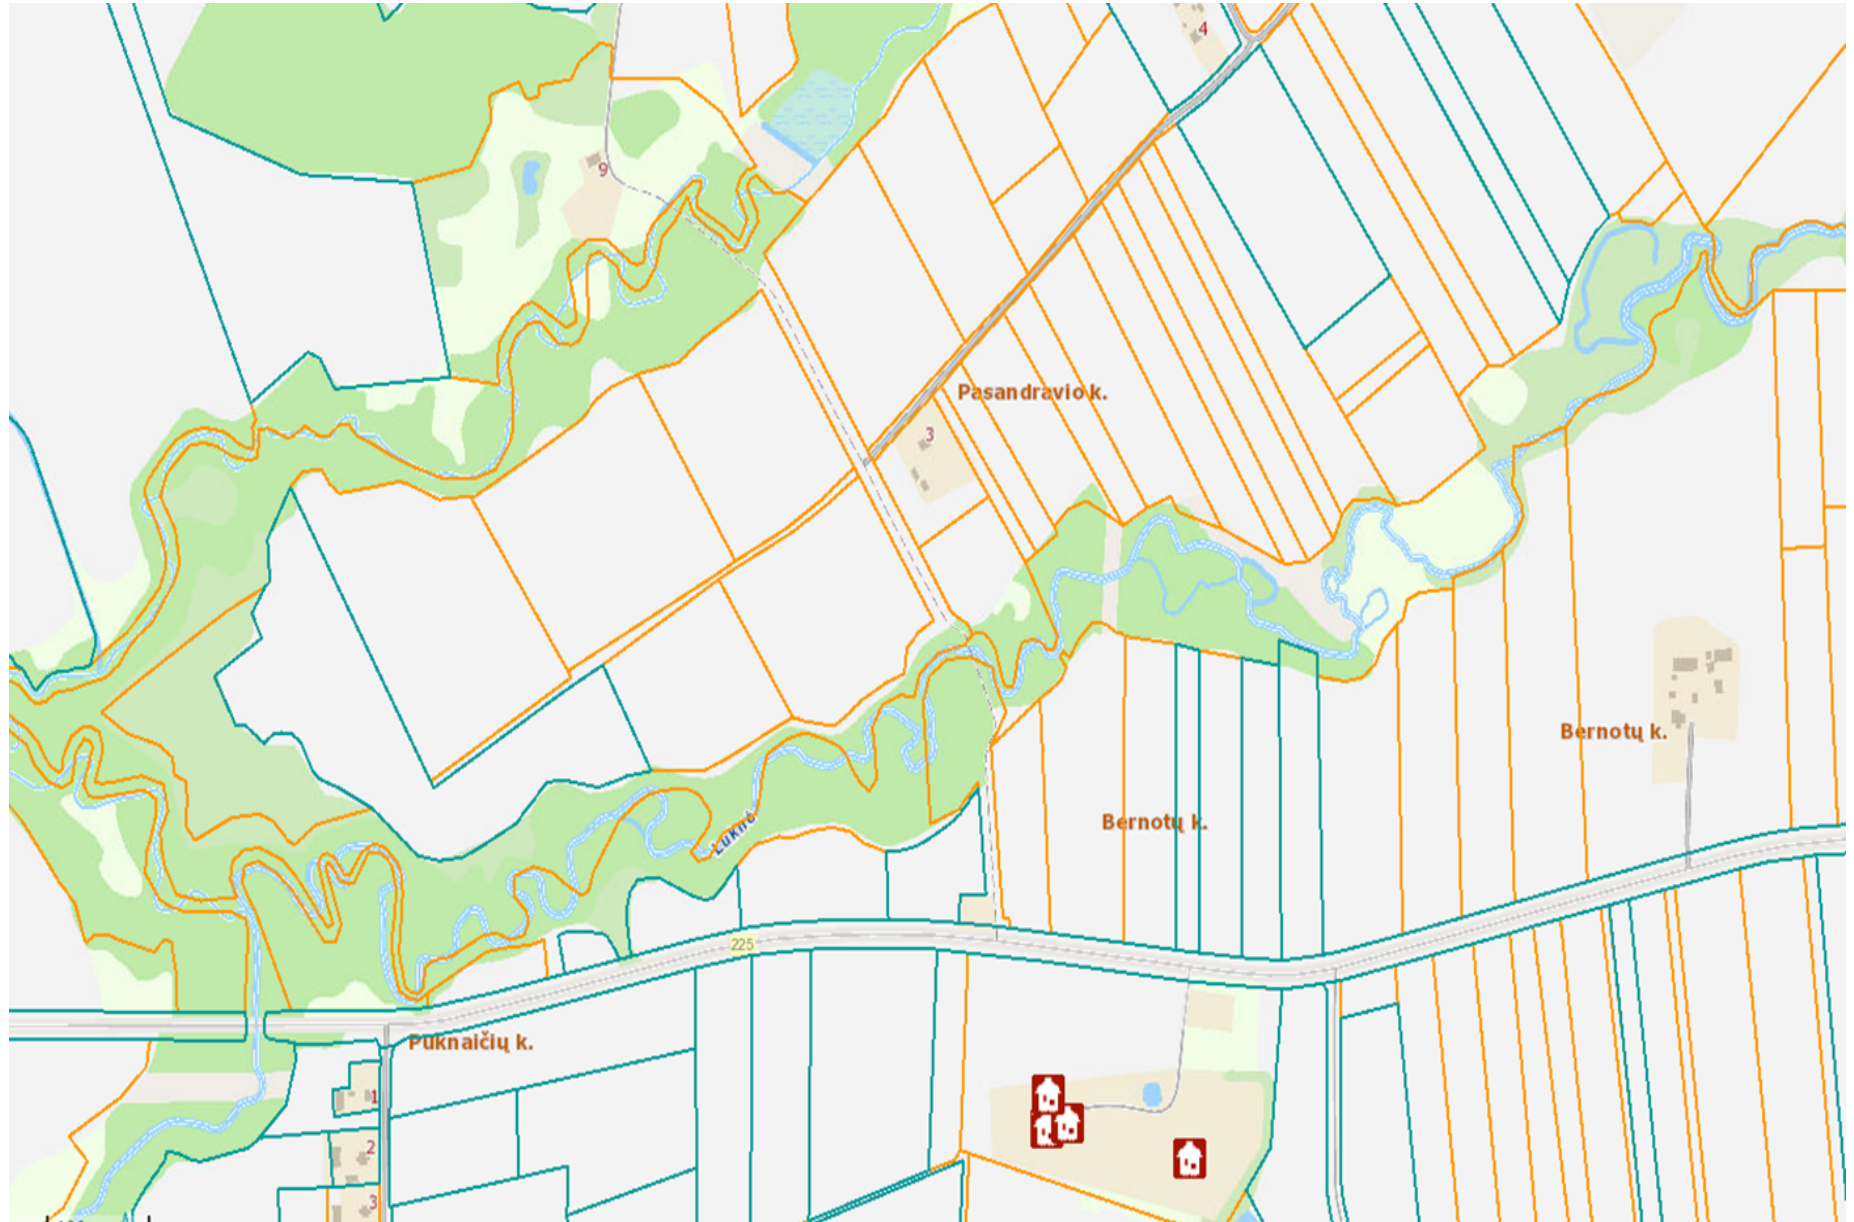 4
9
Pasandravio k.
3
Bernotų k.
Bernotų k.
Luknė
225
Puknaičių k.
1
2
3